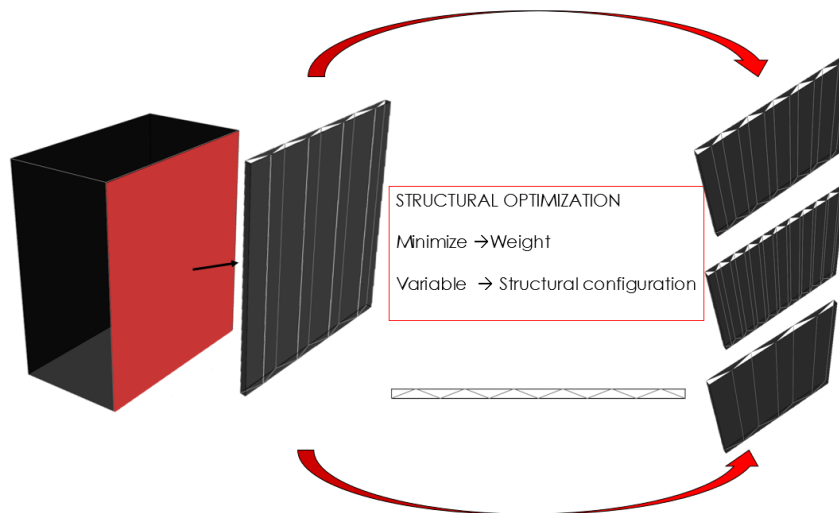 STRUCTURAL OPTIMIZATION
Minimize →Weight
Variable → Structural configuration